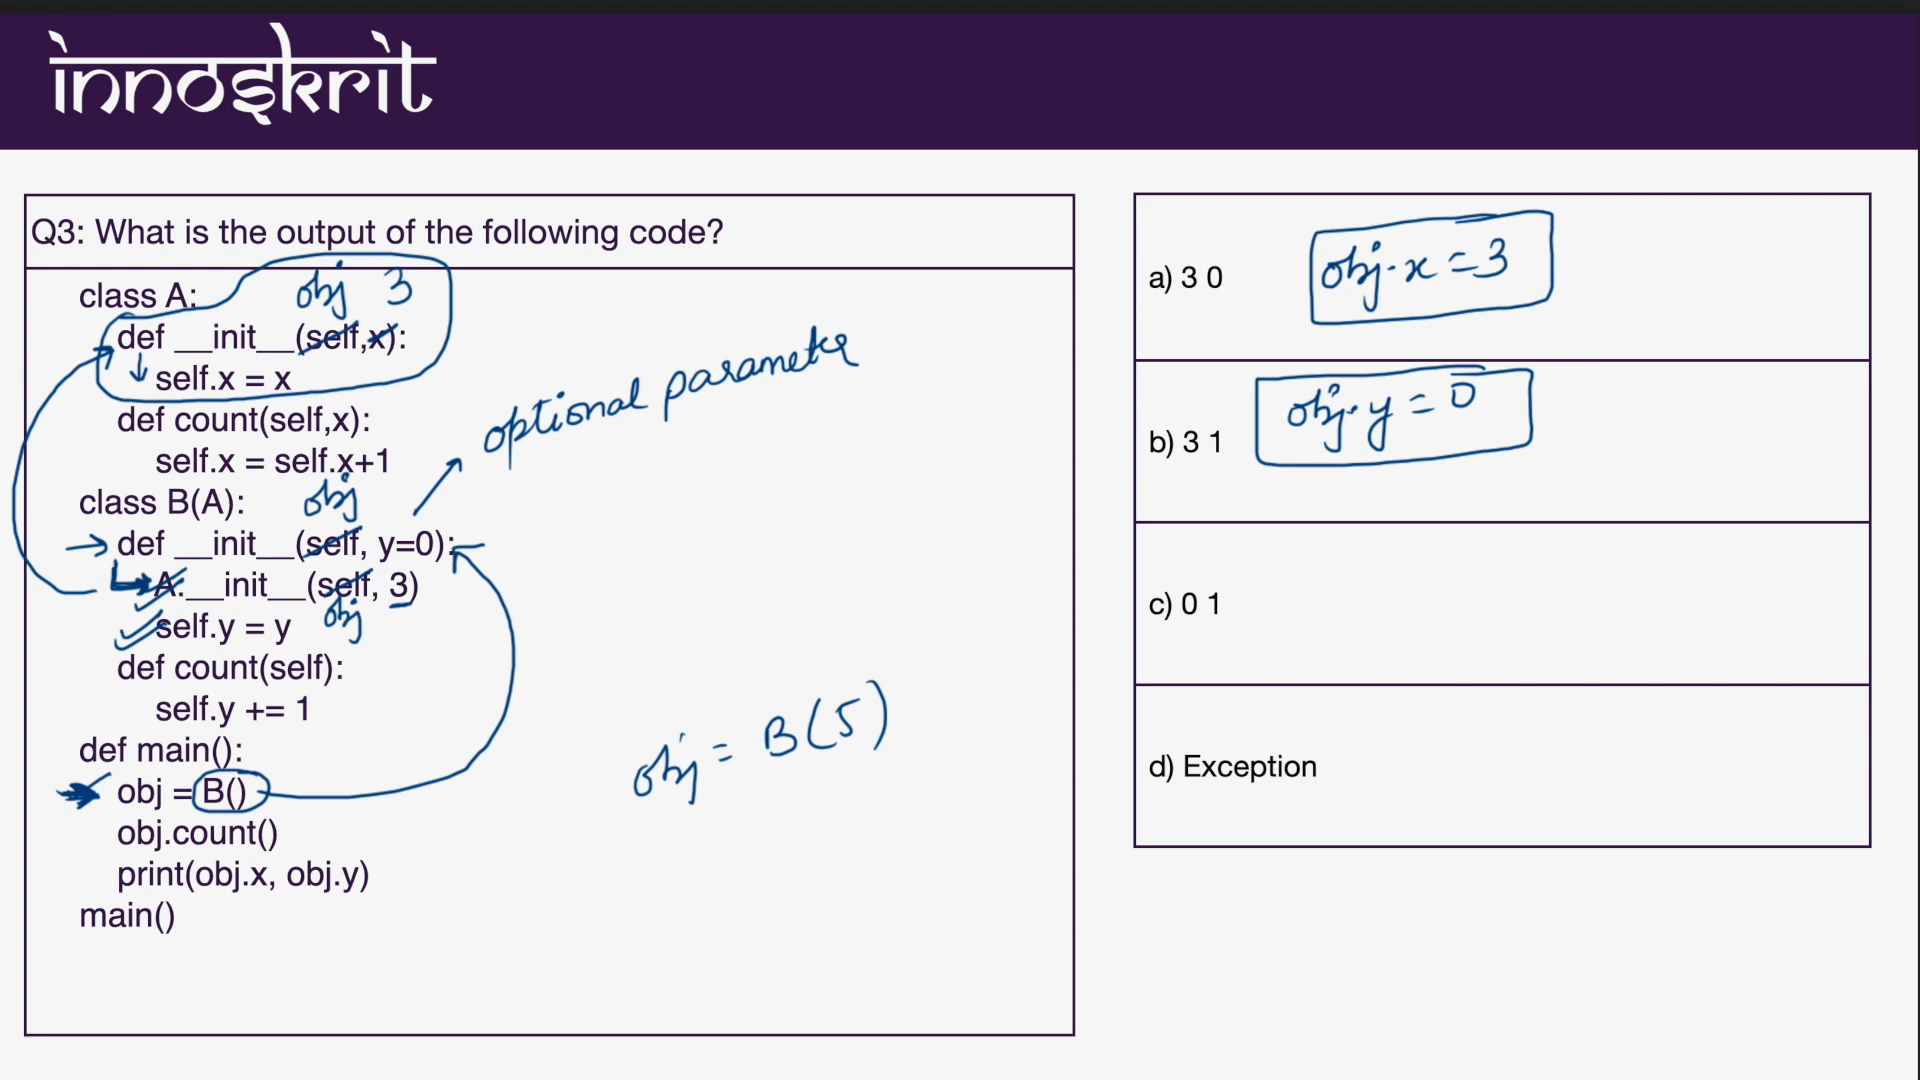 innoskrit
Q3: What is the output of the following code?
class A:
obj 3
def __init__(self,x):
self.x = x
def count(self,x):
self.x = self.x+1
optional parameter
class B(A):
obj
def __init__(self, y=0):
A.__init__(self, 3)
obj
self.y = y
def count(self):
self.y += 1
def main():
obj = B()
obj.count()
print(obj.x, obj.y)
main()
obj = B(5)
a) 3 0
obj.x = 3
b) 3 1
obj.y = 0
c) 0 1
d) Exception